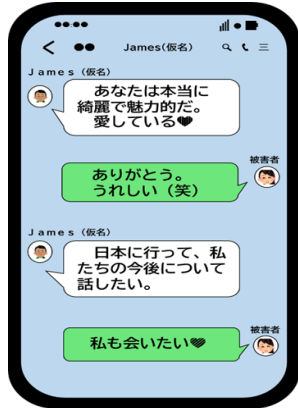 James(仮名)
James（仮名）
あなたは本当に
綺麗で魅力的だ。
愛している♥
被害者
ありがとう。
うれしい（笑）
James（仮名）
日本に行って、私
たちの今後について
話したい。
被害者
私も会いたい♥